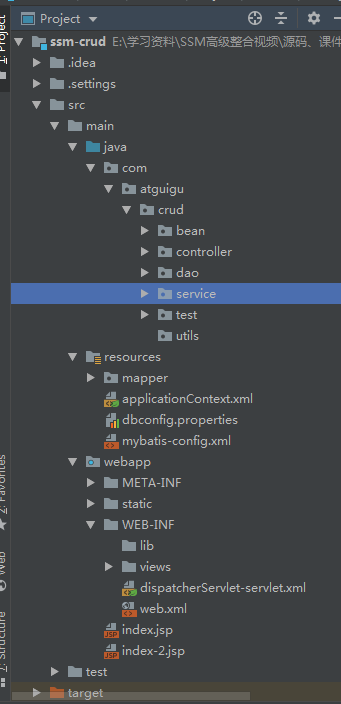 Project
ssm-crud E:\学习资料\SSM高级整合视频\源码、课件
.idea
.settings
src
main
java
com
atguigu
crud
bean
controller
dao
service
test
utils
resources
mapper
applicationContext.xml
dbconfig.properties
mybatis-config.xml
webapp
META-INF
static
WEB-INF
lib
views
dispatcherServlet-servlet.xml
web.xml
index.jsp
index-2.jsp
test
target
1: Project
2: Favorites
Web
7: Structure